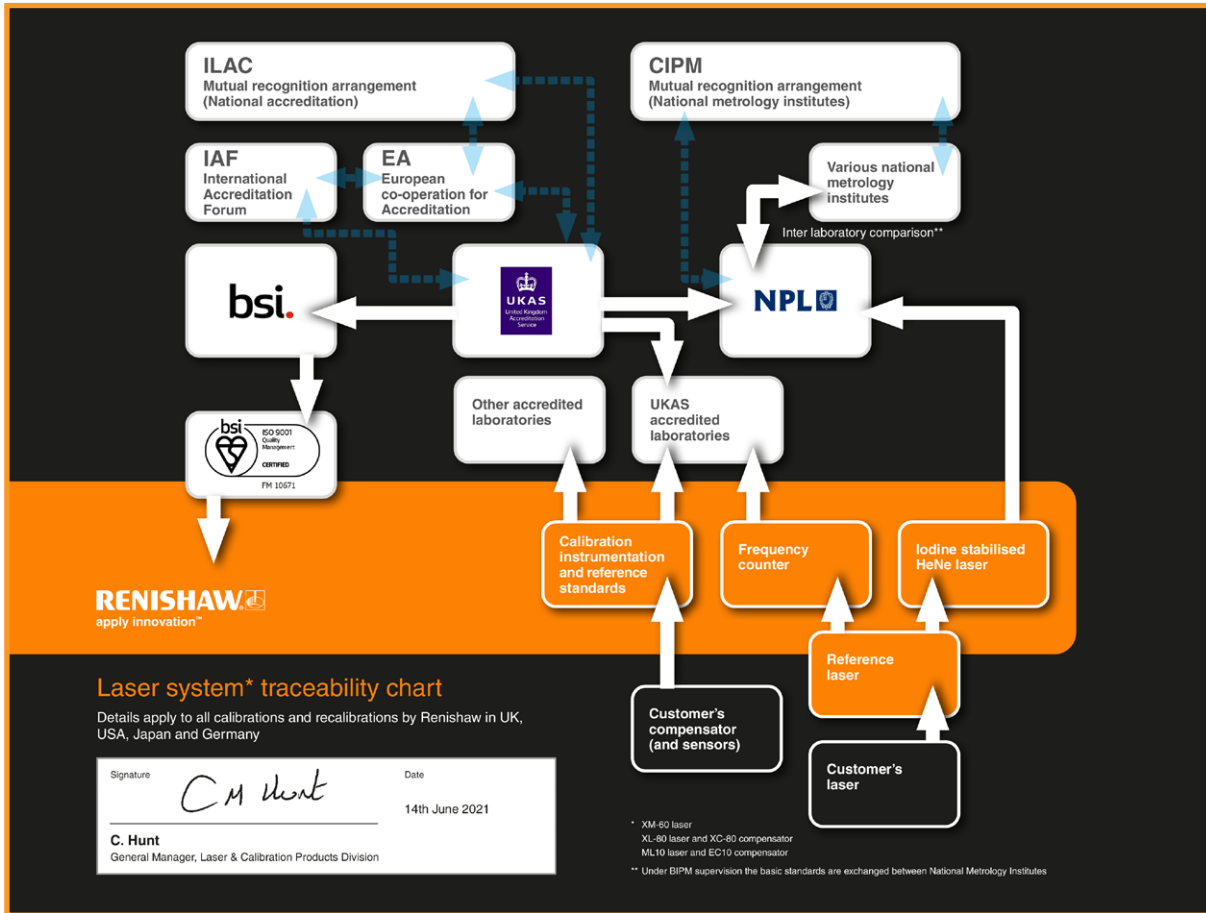 ILAC
Mutual recognition arrangement
(National accreditation)
CIPM
Mutual recognition arrangement
(National metrology institutes)
IAF
International
Accreditation
Forum
EA
European
co-operation for
Accreditation
Various national
metrology
institutes
Inter laboratory comparison**
bsi.
UKAS
United Kingdom
Accreditation
Service
NPL
Other accredited
laboratories
UKAS
accredited
laboratories
bsi
ISO 9001
Quality
Management
CERTIFIED
FM 10671
Calibration
instrumentation
and reference
standards
Frequency
counter
Iodine stabilised
HeNe laser
RENISHAW.
apply innovation™
Reference
laser
Laser system* traceability chart
Details apply to all calibrations and recalibrations by Renishaw in UK,
USA, Japan and Germany
Customer's
compensator
(and sensors)
Customer's
laser
Signature
C M Hunt
Date
14th June 2021
C. Hunt
General Manager, Laser & Calibration Products Division
* XM-60 laser
XL-80 laser and XC-80 compensator
ML10 laser and EC10 compensator
** Under BIPM supervision the basic standards are exchanged between National Metrology Institutes